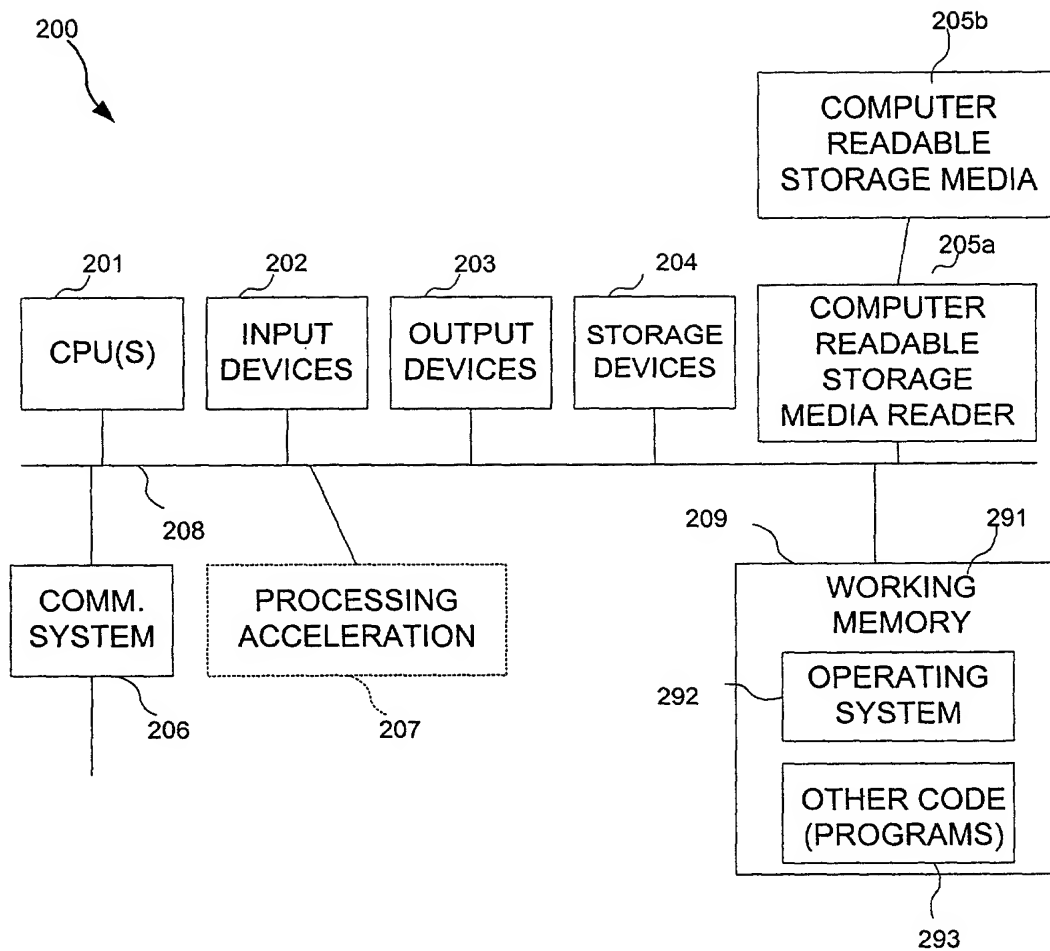 200
205b
COMPUTER
READABLE
STORAGE MEDIA
201
202
203
204
205a
CPU(S)
INPUT
DEVICES
OUTPUT
DEVICES
STORAGE
DEVICES
COMPUTER
READABLE
STORAGE
MEDIA READER
208
209
291
COMM.
SYSTEM
PROCESSING
ACCELERATION
WORKING
MEMORY
206
207
292
OPERATING
SYSTEM
OTHER CODE
(PROGRAMS)
293